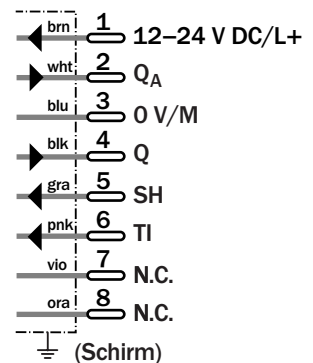 brn 1 12–24 V DC/L+
wht 2 QA
blu 3 0 V/M
blk 4 Q
gra 5 SH
pnk 6 TI
vio 7 N.C.
ora 8 N.C.
(Schirm)